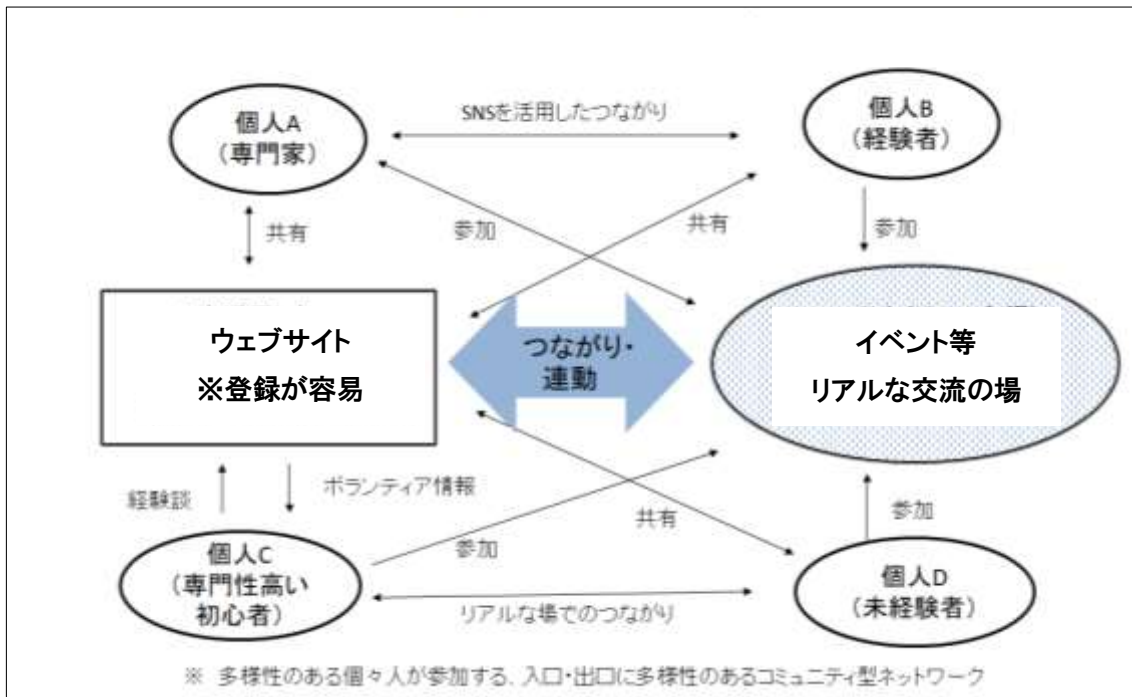 個人A
（専門家）
SNSを活用したつながり
個人B
（経験者）
共有
参加
共有
参加
ウェブサイト
※登録が容易
つながり・
連動
イベント等
リアルな交流の場
経験談
ボランティア情報
参加
共有
参加
個人C
（専門性高い
初心者）
リアルな場でのつながり
個人D
（未経験者）
※ 多様性のある個々人が参加する、入口・出口に多様性のあるコミュニティ型ネットワーク